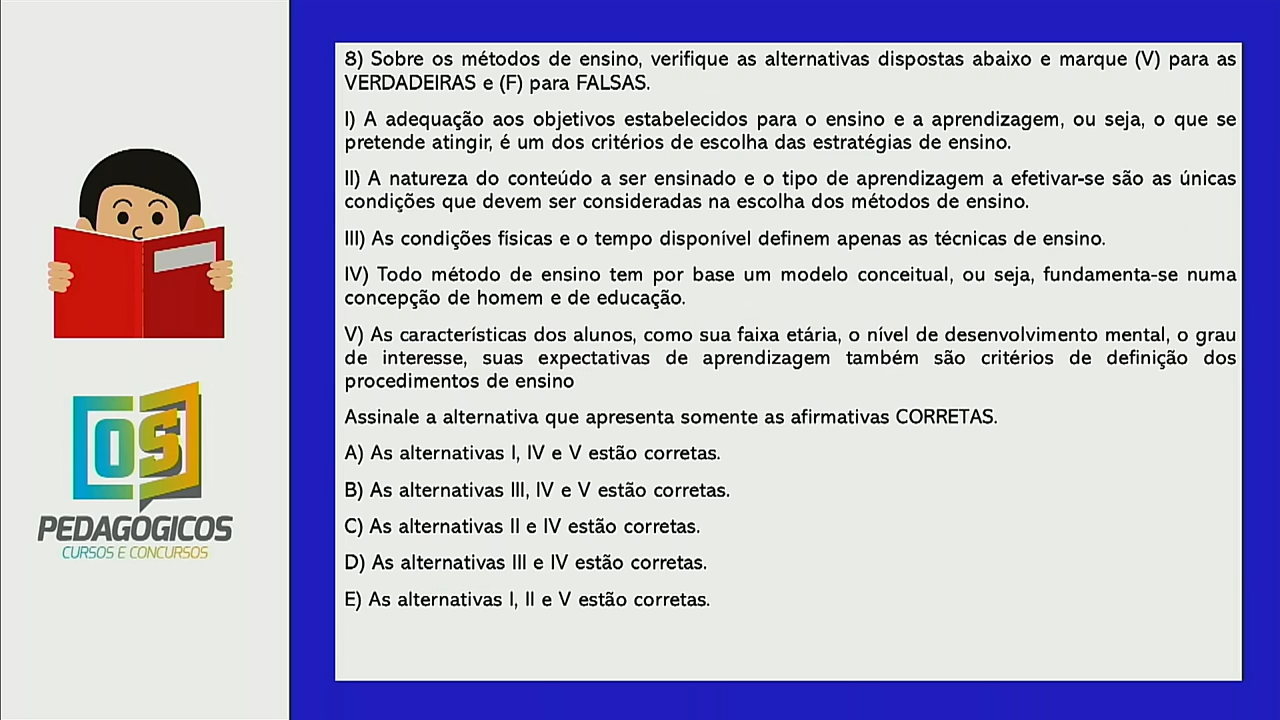 8) Sobre os métodos de ensino, verifique as alternativas dispostas abaixo e marque (V) para as
VERDADEIRAS e (F) para FALSAS.
I) A adequação aos objetivos estabelecidos para o ensino e a aprendizagem, ou seja, o que se
pretende atingir, é um dos critérios de escolha das estratégias de ensino.
II) A natureza do conteúdo a ser ensinado e o tipo de aprendizagem a efetivar-se são as únicas
condições que devem ser consideradas na escolha dos métodos de ensino.
III) As condições físicas e o tempo disponível definem apenas as técnicas de ensino.
IV) Todo método de ensino tem por base um modelo conceitual, ou seja, fundamenta-se numa
concepção de homem e de educação.
V) As características dos alunos, como sua faixa etária, o nível de desenvolvimento mental, o grau
de interesse, suas expectativas de aprendizagem também são critérios de definição dos
procedimentos de ensino
Assinale a alternativa que apresenta somente as afirmativas CORRETAS.
A) As alternativas I, IV e V estão corretas.
B) As alternativas III, IV e V estão corretas.
C) As alternativas II e IV estão corretas.
D) As alternativas III e IV estão corretas.
E) As alternativas I, II e V estão corretas.
OS
PEDAGÓGICOS
CURSOS E CONCURSOS